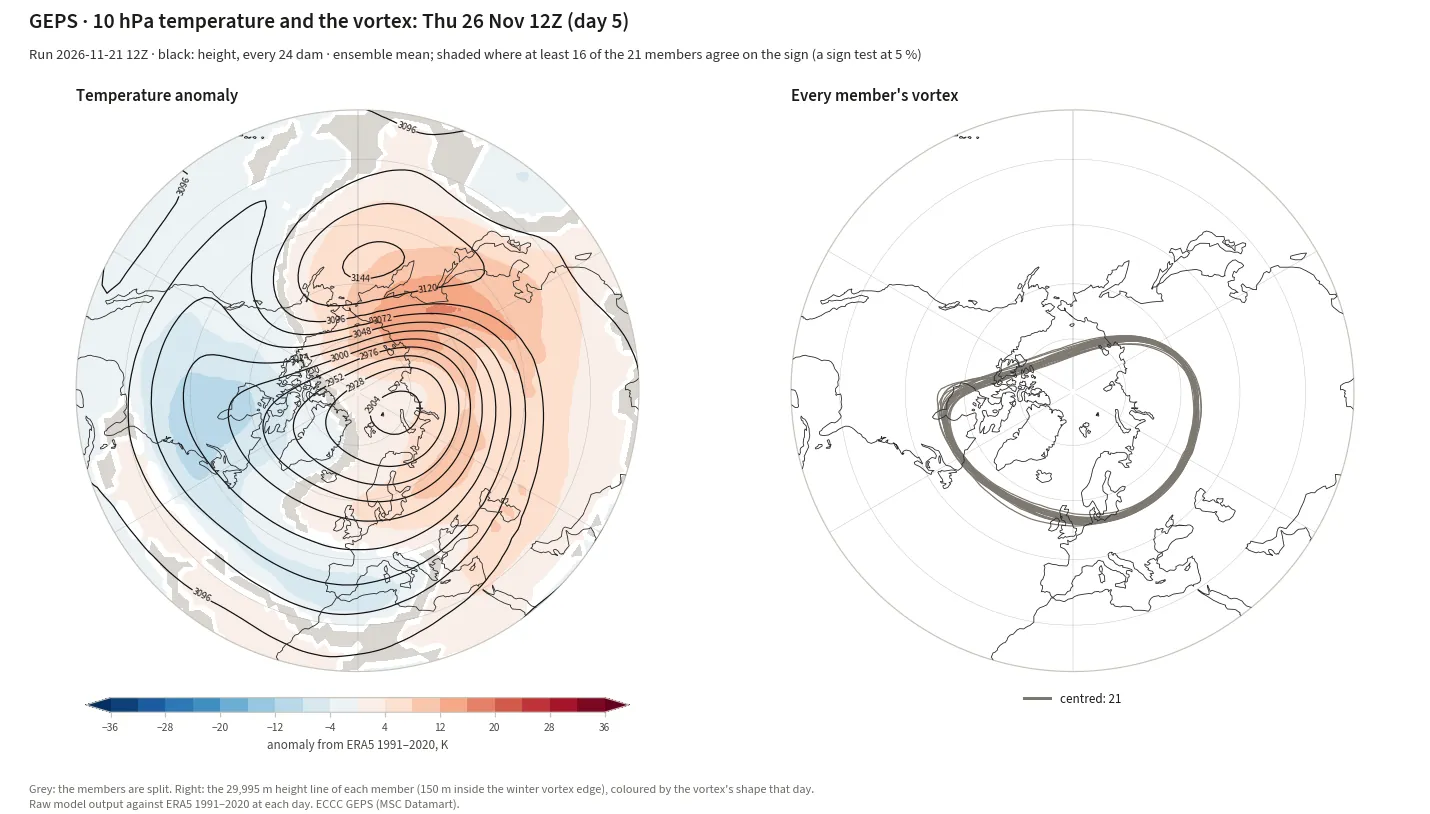 GEPS · 10 hPa temperature and the vortex: Thu 26 Nov 12Z (day 5)
Run 2026-11-21 12Z · black: height, every 24 dam · ensemble mean; shaded where at least 16 of the 21 members agree on the sign (a sign test at 5 %)
Temperature anomaly
Every member's vortex
3096
3096
3144
3120
3096
3072
3048
3000
2976
2952
2928
2904
3096
centred: 21
−36 −28 −20 −12 −4 4 12 20 28 36
anomaly from ERA5 1991–2020, K
Grey: the members are split. Right: the 29,995 m height line of each member (150 m inside the winter vortex edge), coloured by the vortex's shape that day.
Raw model output against ERA5 1991–2020 at each day. ECCC GEPS (MSC Datamart).